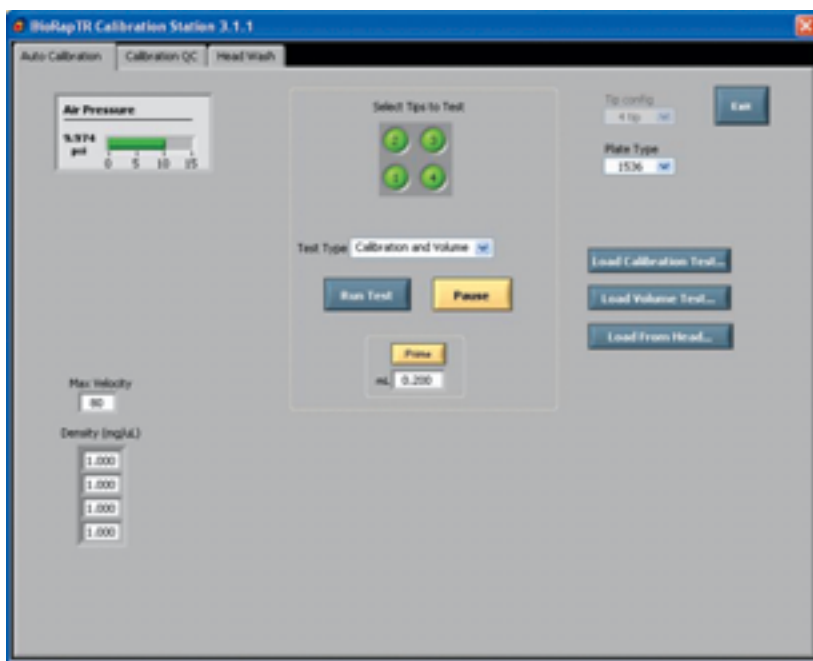 BioRapTR Calibration Station 3.1.1
Auto Calibration
Calibration QC
Head Wash
Air Pressure
9.974
psi
0 5 10 15
Select Tips to Test
2 3
1 4
Tip config
4 tip
Exit
Plate Type
1536
Test Type Calibration and Volume
Run Test
Pause
Load Calibration Test...
Load Volume Test...
Load From Head...
Prime
mL 0.200
Max Velocity
80
Density (mg/uL)
1.000
1.000
1.000
1.000